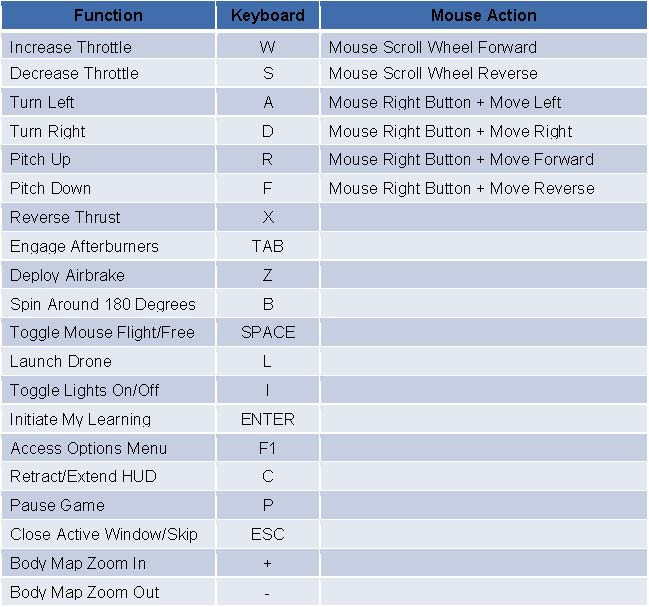 Function Keyboard Mouse Action
Increase Throttle W Mouse Scroll Wheel Forward
Decrease Throttle S Mouse Scroll Wheel Reverse
Turn Left A Mouse Right Button + Move Left
Turn Right D Mouse Right Button + Move Right
Pitch Up R Mouse Right Button + Move Forward
Pitch Down F Mouse Right Button + Move Reverse
Reverse Thrust X
Engage Afterburners TAB
Deploy Airbrake Z
Spin Around 180 Degrees B
Toggle Mouse Flight/Free SPACE
Launch Drone L
Toggle Lights On/Off I
Initiate My Learning ENTER
Access Options Menu F1
Retract/Extend HUD C
Pause Game P
Close Active Window/Skip ESC
Body Map Zoom In +
Body Map Zoom Out -